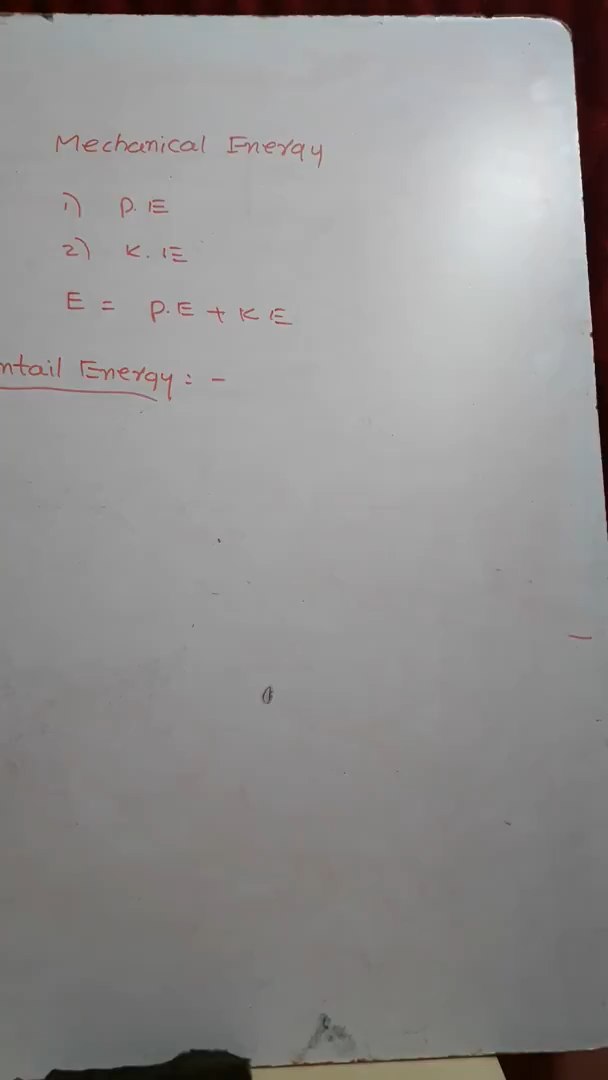 Mechanical Energy
1) P.E
2) K.E
E = P.E + K E
ntail Energy : -